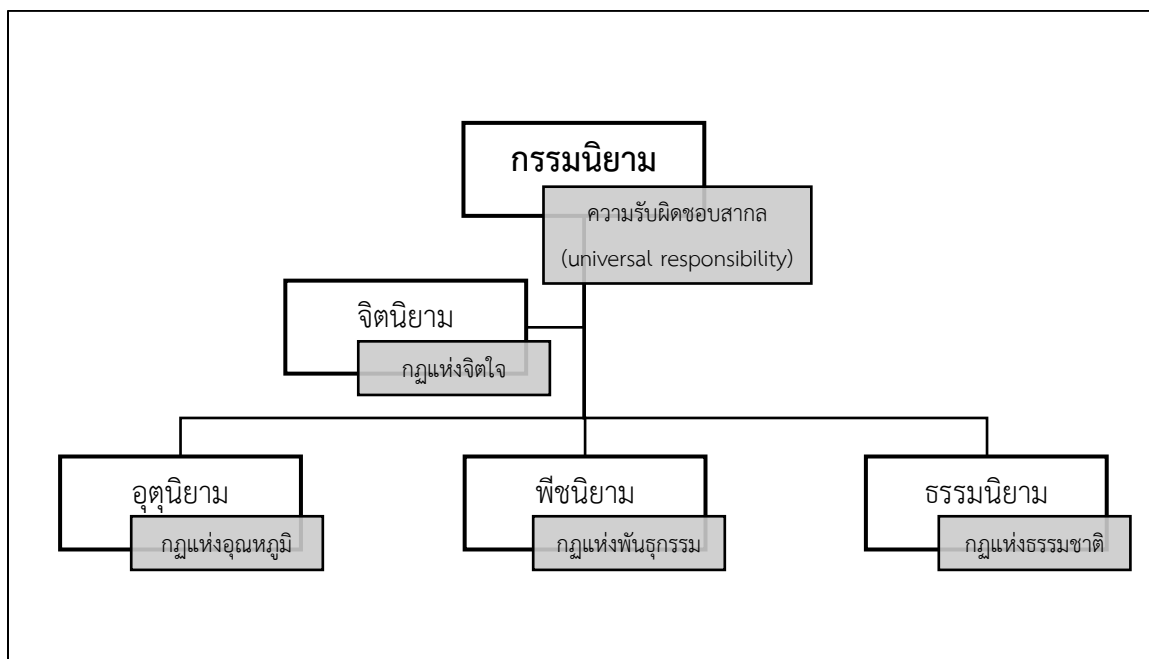 กรรมนิยาม
ความรับผิดชอบสากล
(universal responsibility)
จิตนิยาม
กฏแห่งจิตใจ
อุตุนิยาม
กฏแห่งอุณหภูมิ
พีชนิยาม
กฏแห่งพันธุกรรม
ธรรมนิยาม
กฏแห่งธรรมชาติ